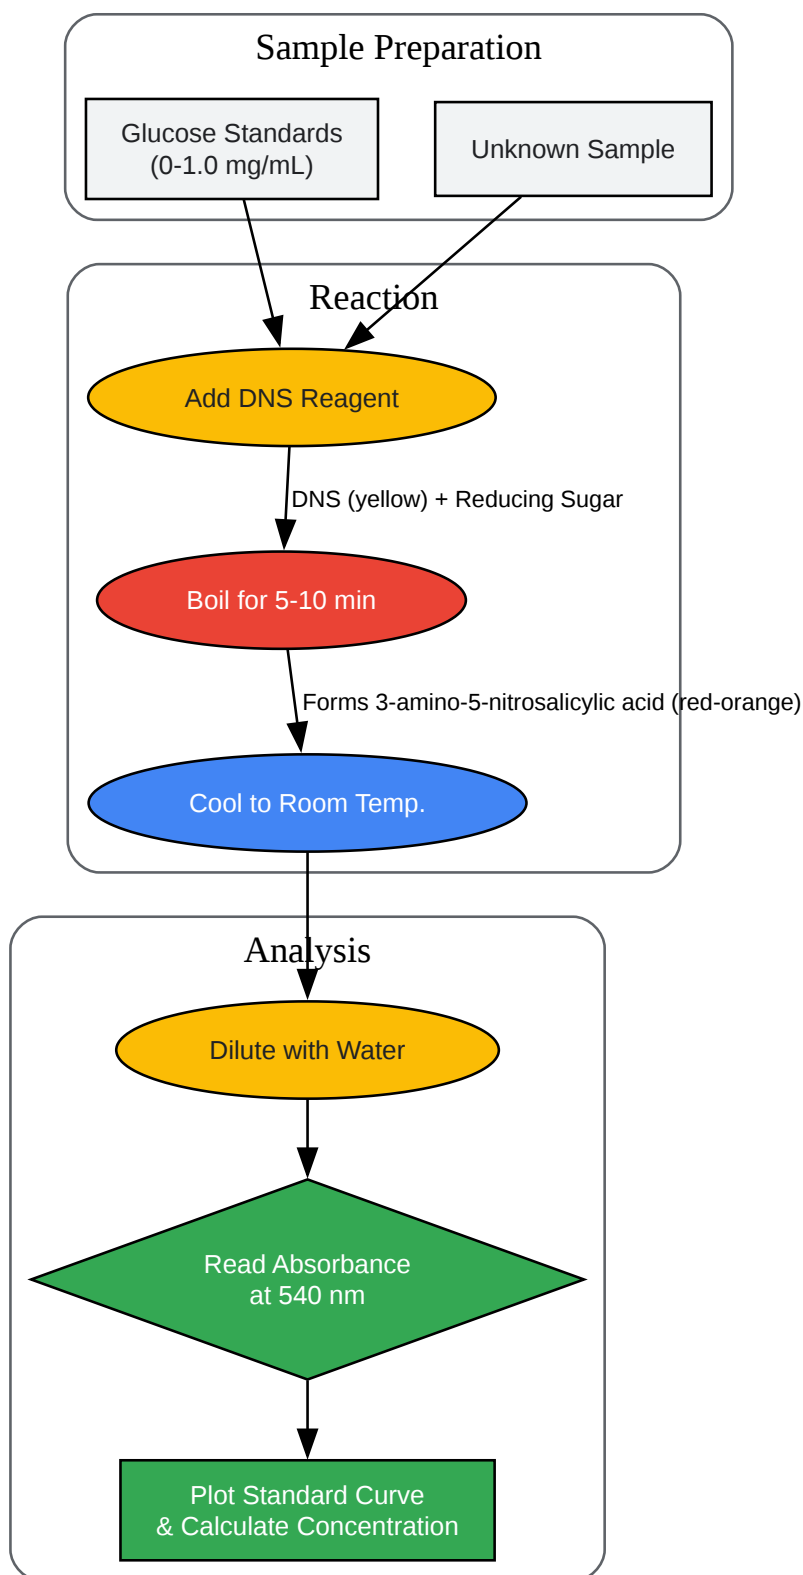 Sample Preparation
Glucose Standards
(0-1.0 mg/mL)
Unknown Sample
Reaction
Add DNS Reagent
DNS (yellow) + Reducing Sugar
Boil for 5-10 min
Forms 3-amino-5-nitrosalicylic acid (red-orange)
Cool to Room Temp.
Analysis
Dilute with Water
Read Absorbance
at 540 nm
Plot Standard Curve
& Calculate Concentration